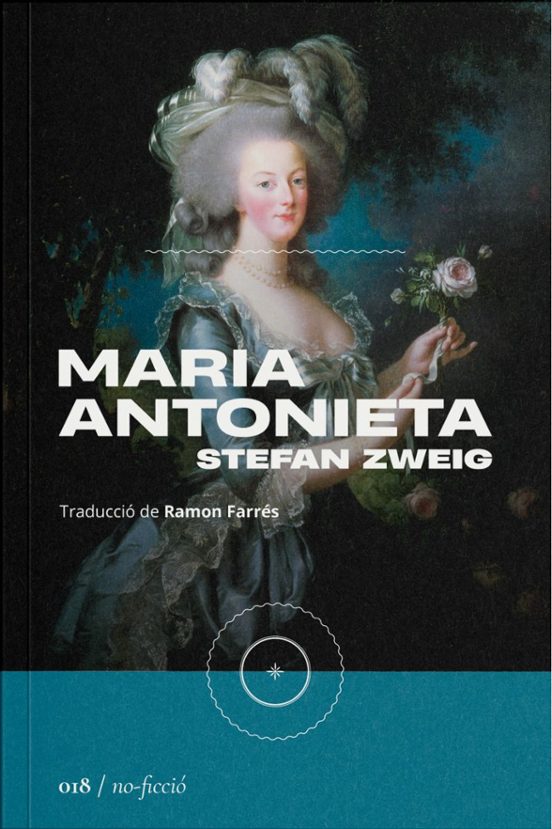 MARIA
ANTONIETA
STEFAN ZWEIG
Traducció de Ramon Farrés
018 / no-ficció